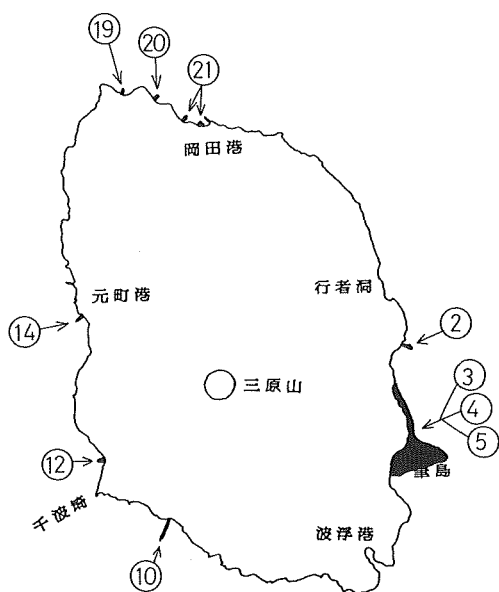 ⑲
⑳
㉑
岡田港
行者洞
元町港
⑭
②
③
三原山
④
⑤
⑫
筆島
千波埼
波浮港
⑩